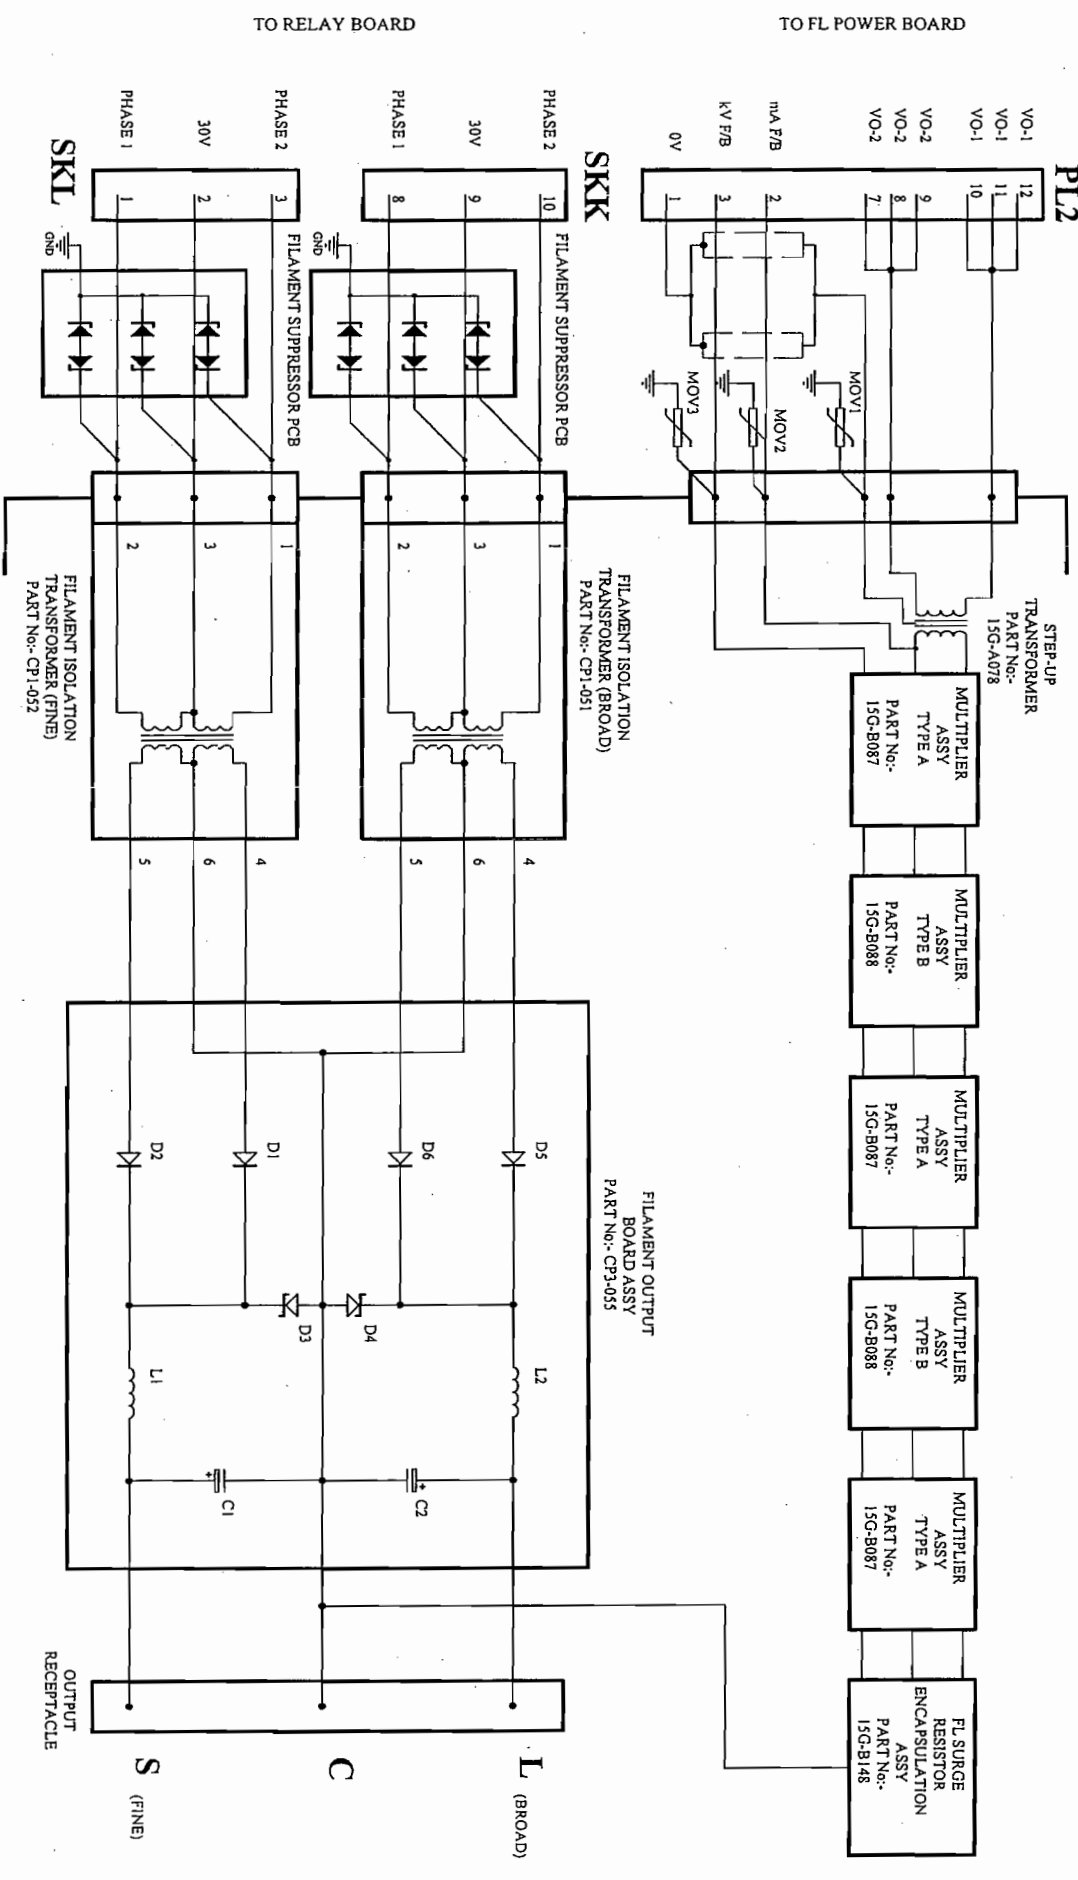 TO RELAY BOARD
TO FL POWER BOARD
PL2
VO-1
VO-1
VO-1
VO-2
VO-2
VO-2
mA F/B
kV F/B
0V
12
11
10
9
8
7
2
3
1
SKK
PHASE 2
30V
PHASE 1
10
9
8
SKL
PHASE 2
30V
PHASE 1
3
2
1
FILAMENT SUPPRESSOR PCB
GND
FILAMENT SUPPRESSOR PCB
GND
MOV1
MOV2
MOV3
STEP-UP
TRANSFORMER
PART No:-
15G-A078
FILAMENT ISOLATION
TRANSFORMER (BROAD)
PART No:- CP1-051
1
3
2
4
6
5
FILAMENT ISOLATION
TRANSFORMER (FINE)
PART No:- CP1-052
1
3
2
4
6
5
MULTIPLIER
ASSY
TYPE A
PART No:-
15G-B087
MULTIPLIER
ASSY
TYPE B
PART No:-
15G-B088
MULTIPLIER
ASSY
TYPE A
PART No:-
15G-B087
MULTIPLIER
ASSY
TYPE B
PART No:-
15G-B088
MULTIPLIER
ASSY
TYPE A
PART No:-
15G-B087
FL SURGE
RESISTOR
ENCAPSULATION
ASSY
PART No:-
15G-B148
FILAMENT OUTPUT
BOARD ASSY
PART No:- CP3-055
D5
D6
D1
D2
D4
D3
L2
L1
+
C2
+
C1
OUTPUT
RECEPTACLE
L (BROAD)
C
S (FINE)